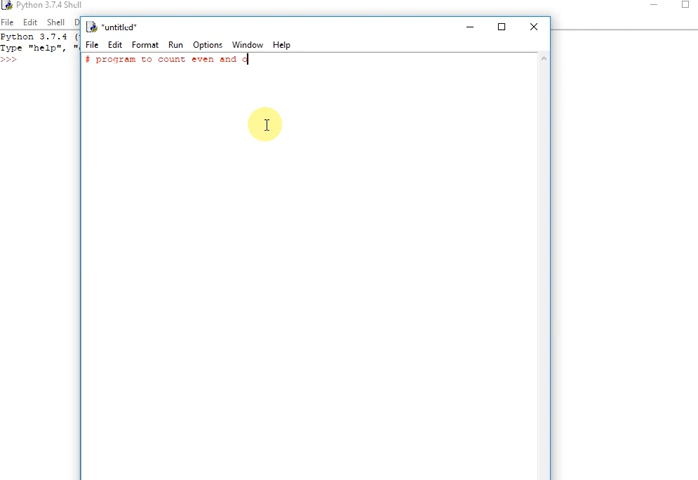 Python 3.7.4 Shell
File Edit Shell
Python 3.7.4
Type "help",
>>>
*untitled*
File Edit Format Run Options Window Help
# program to count even and o